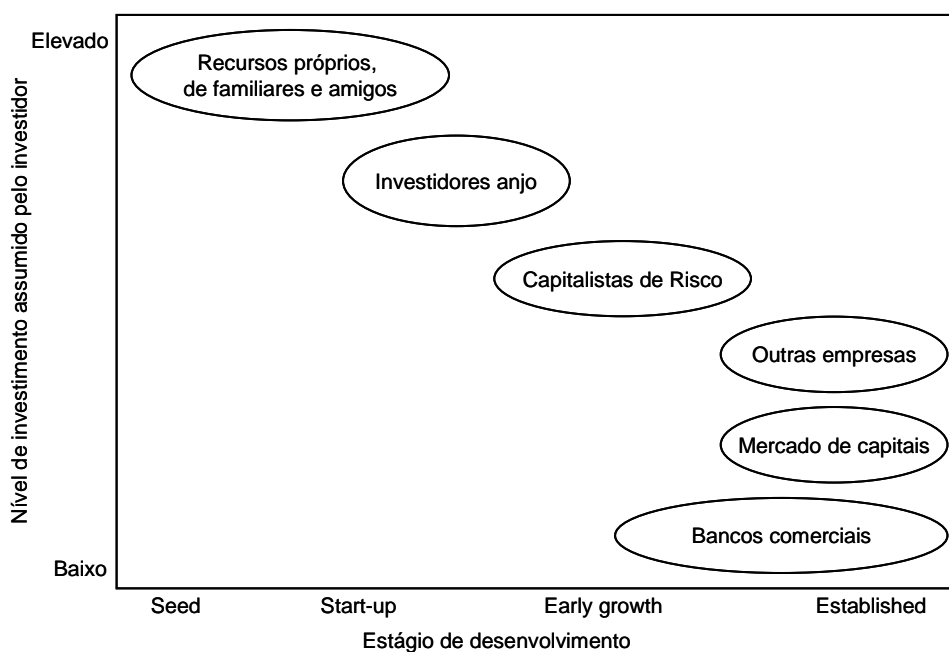 Elevado
Recursos próprios,
de familiares e amigos
Investidores anjo
Capitalistas de Risco
Outras empresas
Mercado de capitais
Bancos comerciais
Baixo
Nível de investimento assumido pelo investidor
Seed
Start-up
Early growth
Established
Estágio de desenvolvimento